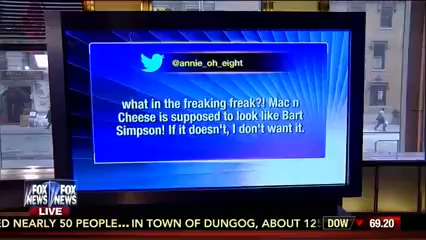 @annie_oh_eight
what in the freaking freak?! Mac n
Cheese is supposed to look like Bart
Simpson! If it doesn't, I don't want it.
FOX NEWS FOX NEWS
LIVE
ED NEARLY 50 PEOPLE... IN TOWN OF DUNGOG, ABOUT 125 DOW 69.20